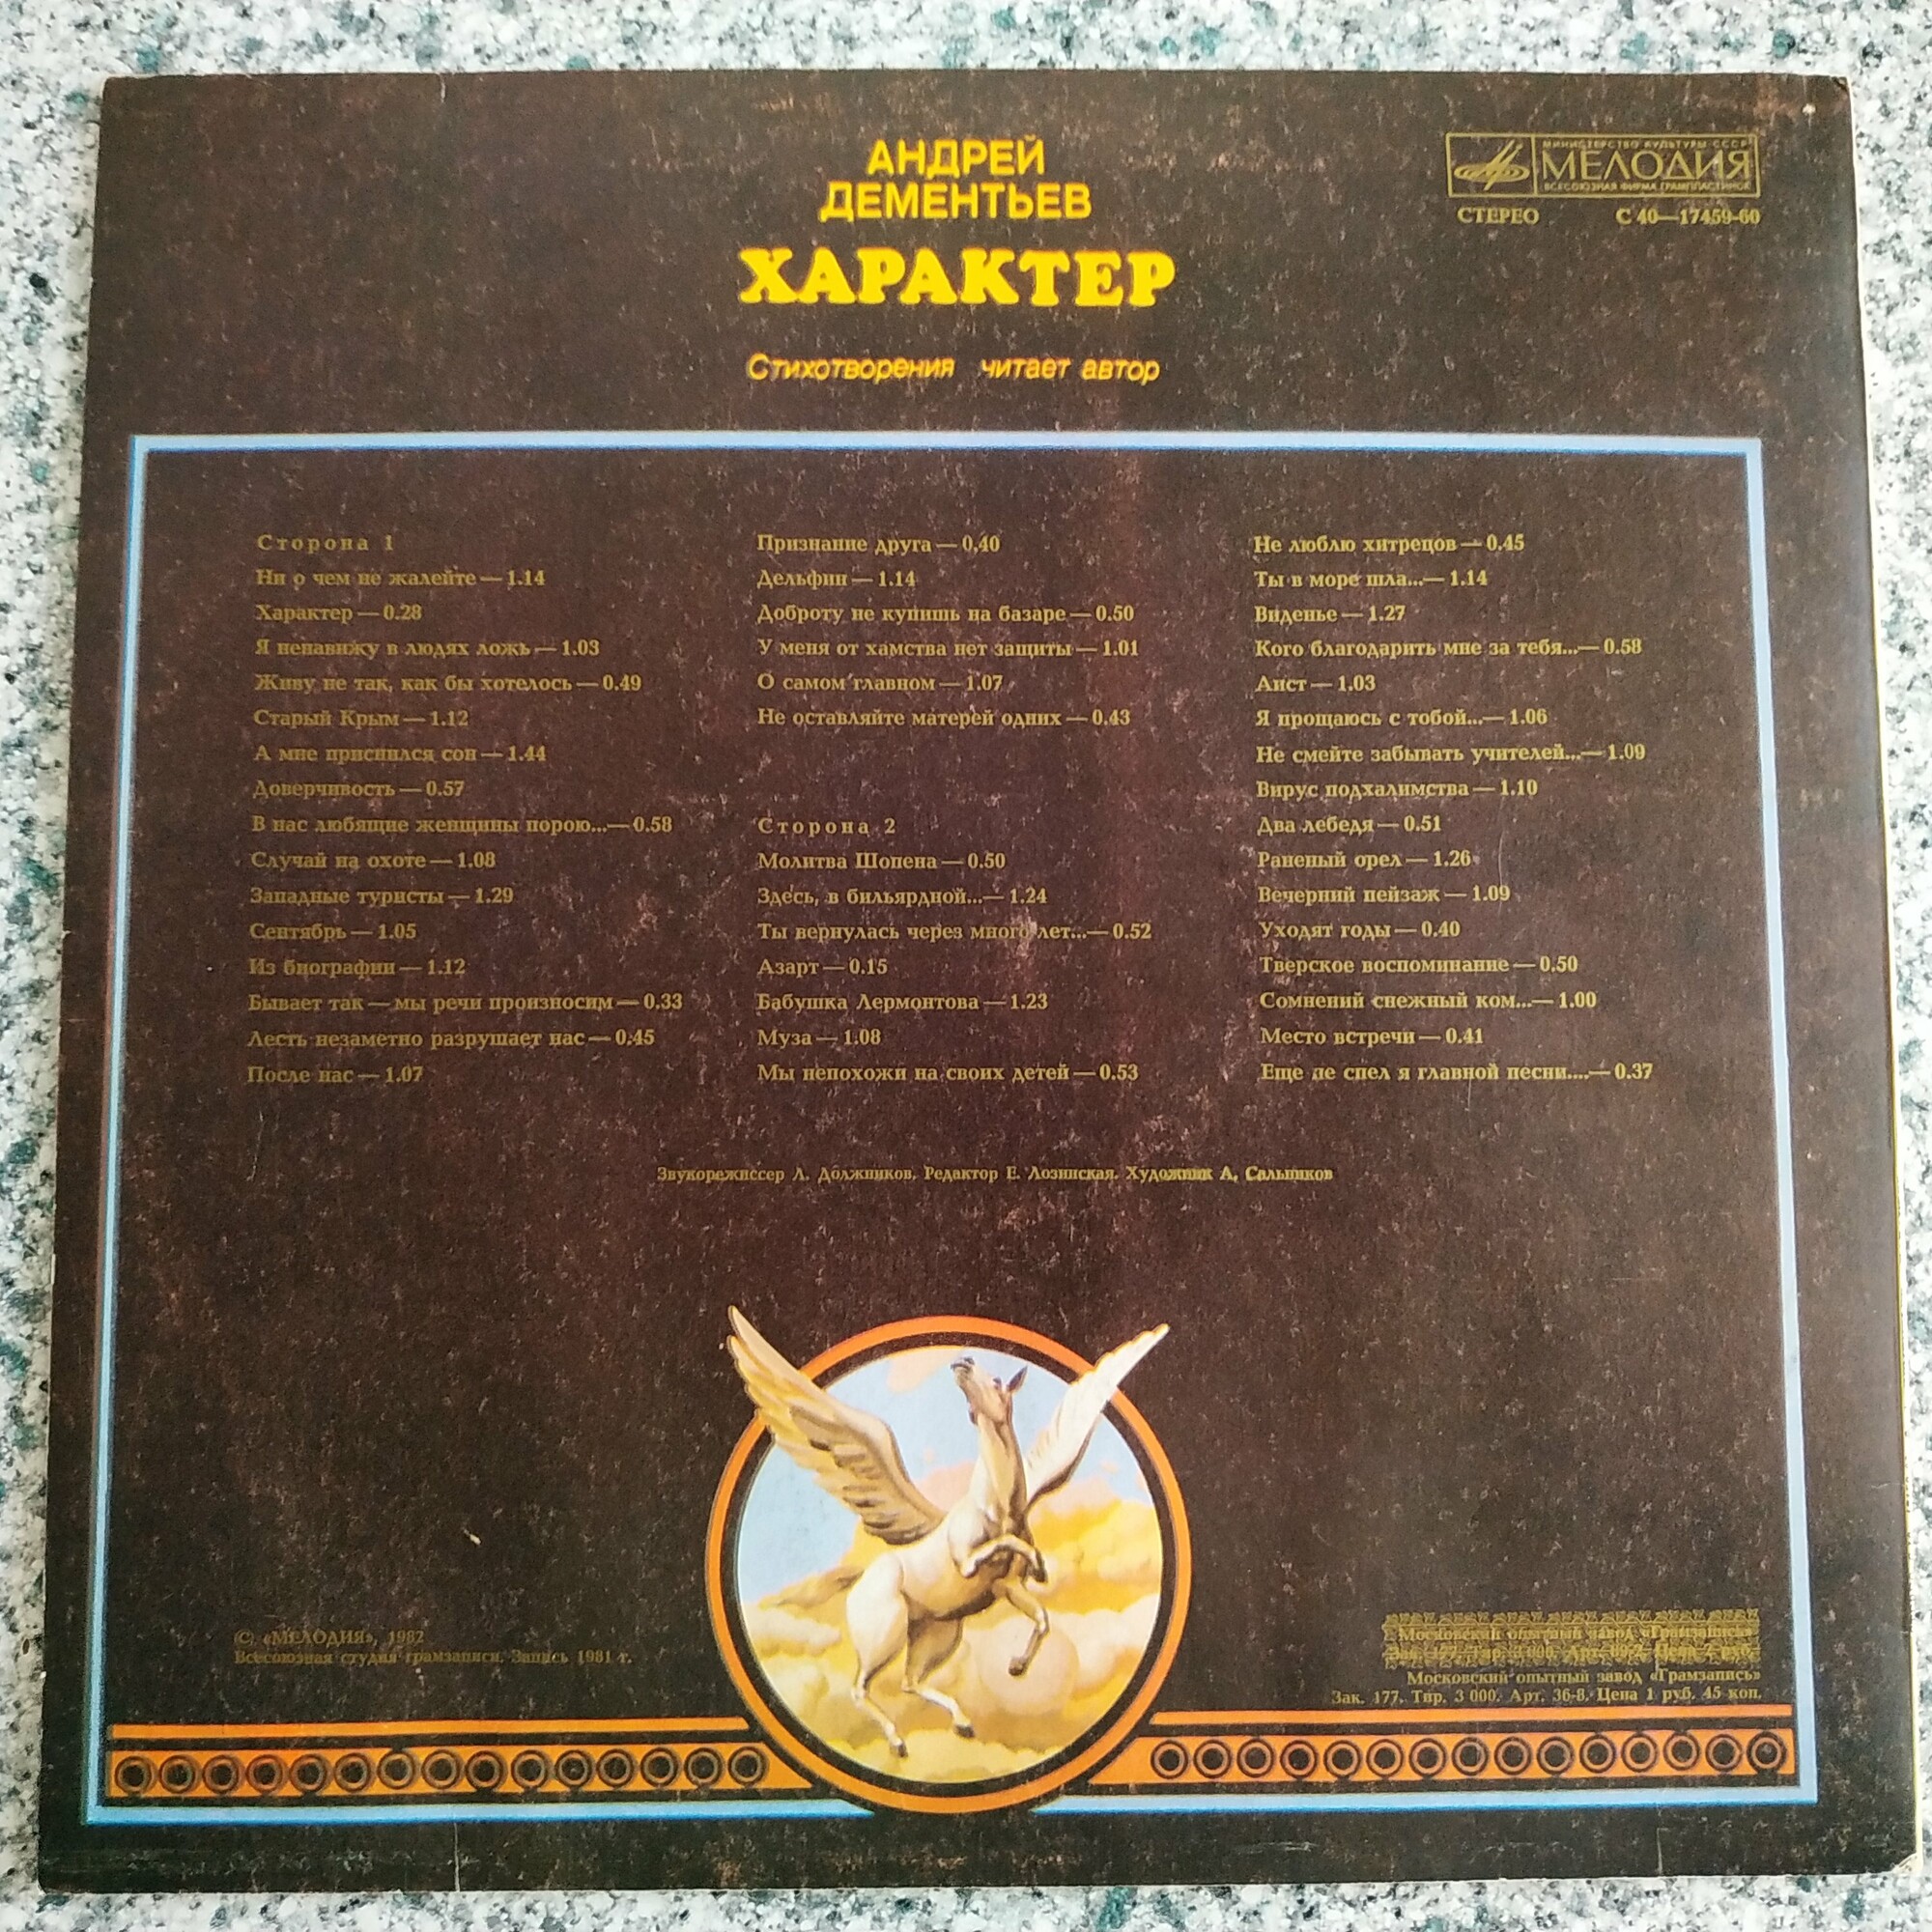 АНДРЕЙ
ДЕМЕНТЬЕВ
ХАРАКТЕР
Стихотворения читает автор
МИНИСТЕРСТВО КУЛЬТУРЫ СССР
МЕЛОДИЯ
ВСЕСОЮЗНАЯ ФИРМА ГРАМПЛАСТИНОК
СТЕРЕО С 40—17459-60
Сторона 1
Ни о чем не жалейте — 1.14
Характер — 0.28
Я ненавижу в людях ложь — 1.03
Живу не так, как бы хотелось — 0.49
Старый Крым — 1.12
А мне приснился сон — 1.44
Доверчивость — 0.57
В нас любящие женщины порою...— 0.58
Случай на охоте — 1.08
Западные туристы — 1.29
Сентябрь — 1.05
Из биографии — 1.12
Бывает так — мы речи произносим — 0.33
Лесть незаметно разрушает нас — 0.45
После нас — 1.07
Признание друга — 0.40
Дельфин — 1.14
Доброту не купишь на базаре — 0.50
У меня от хамства нет защиты — 1.01
О самом главном — 1.07
Не оставляйте матерей одних — 0.43
Сторона 2
Молитва Шопена — 0.50
Здесь, в бильярдной...— 1.24
Ты вернулась через много лет...— 0.52
Азарт — 0.15
Бабушка Лермонтова — 1.23
Муза — 1.08
Мы непохожи на своих детей — 0.53
Не люблю хитрецов — 0.45
Ты в море шла...— 1.14
Виденье — 1.27
Кого благодарить мне за тебя...— 0.58
Аист — 1.03
Я прощаюсь с тобой...— 1.06
Не смейте забывать учителей...— 1.09
Вирус подхалимства — 1.10
Два лебедя — 0.51
Раненый орел — 1.26
Вечерний пейзаж — 1.09
Уходят годы — 0.40
Тверское воспоминание — 0.50
Сомнений снежный ком...— 1.00
Место встречи — 0.41
Еще не спел я главной песни....— 0.37
Звукорежиссер Л. Должников. Редактор Е. Лозинская. Художник А. Сальников
© «МЕЛОДИЯ», 1982
Всесоюзная студия грамзаписи. Запись 1981 г.
Московский опытный завод «Грамзапись»
Московский опытный завод «Грамзапись»
Зак. 177. Тир. 3 000. Арт. 36-8. Цена 1 руб. 45 коп.